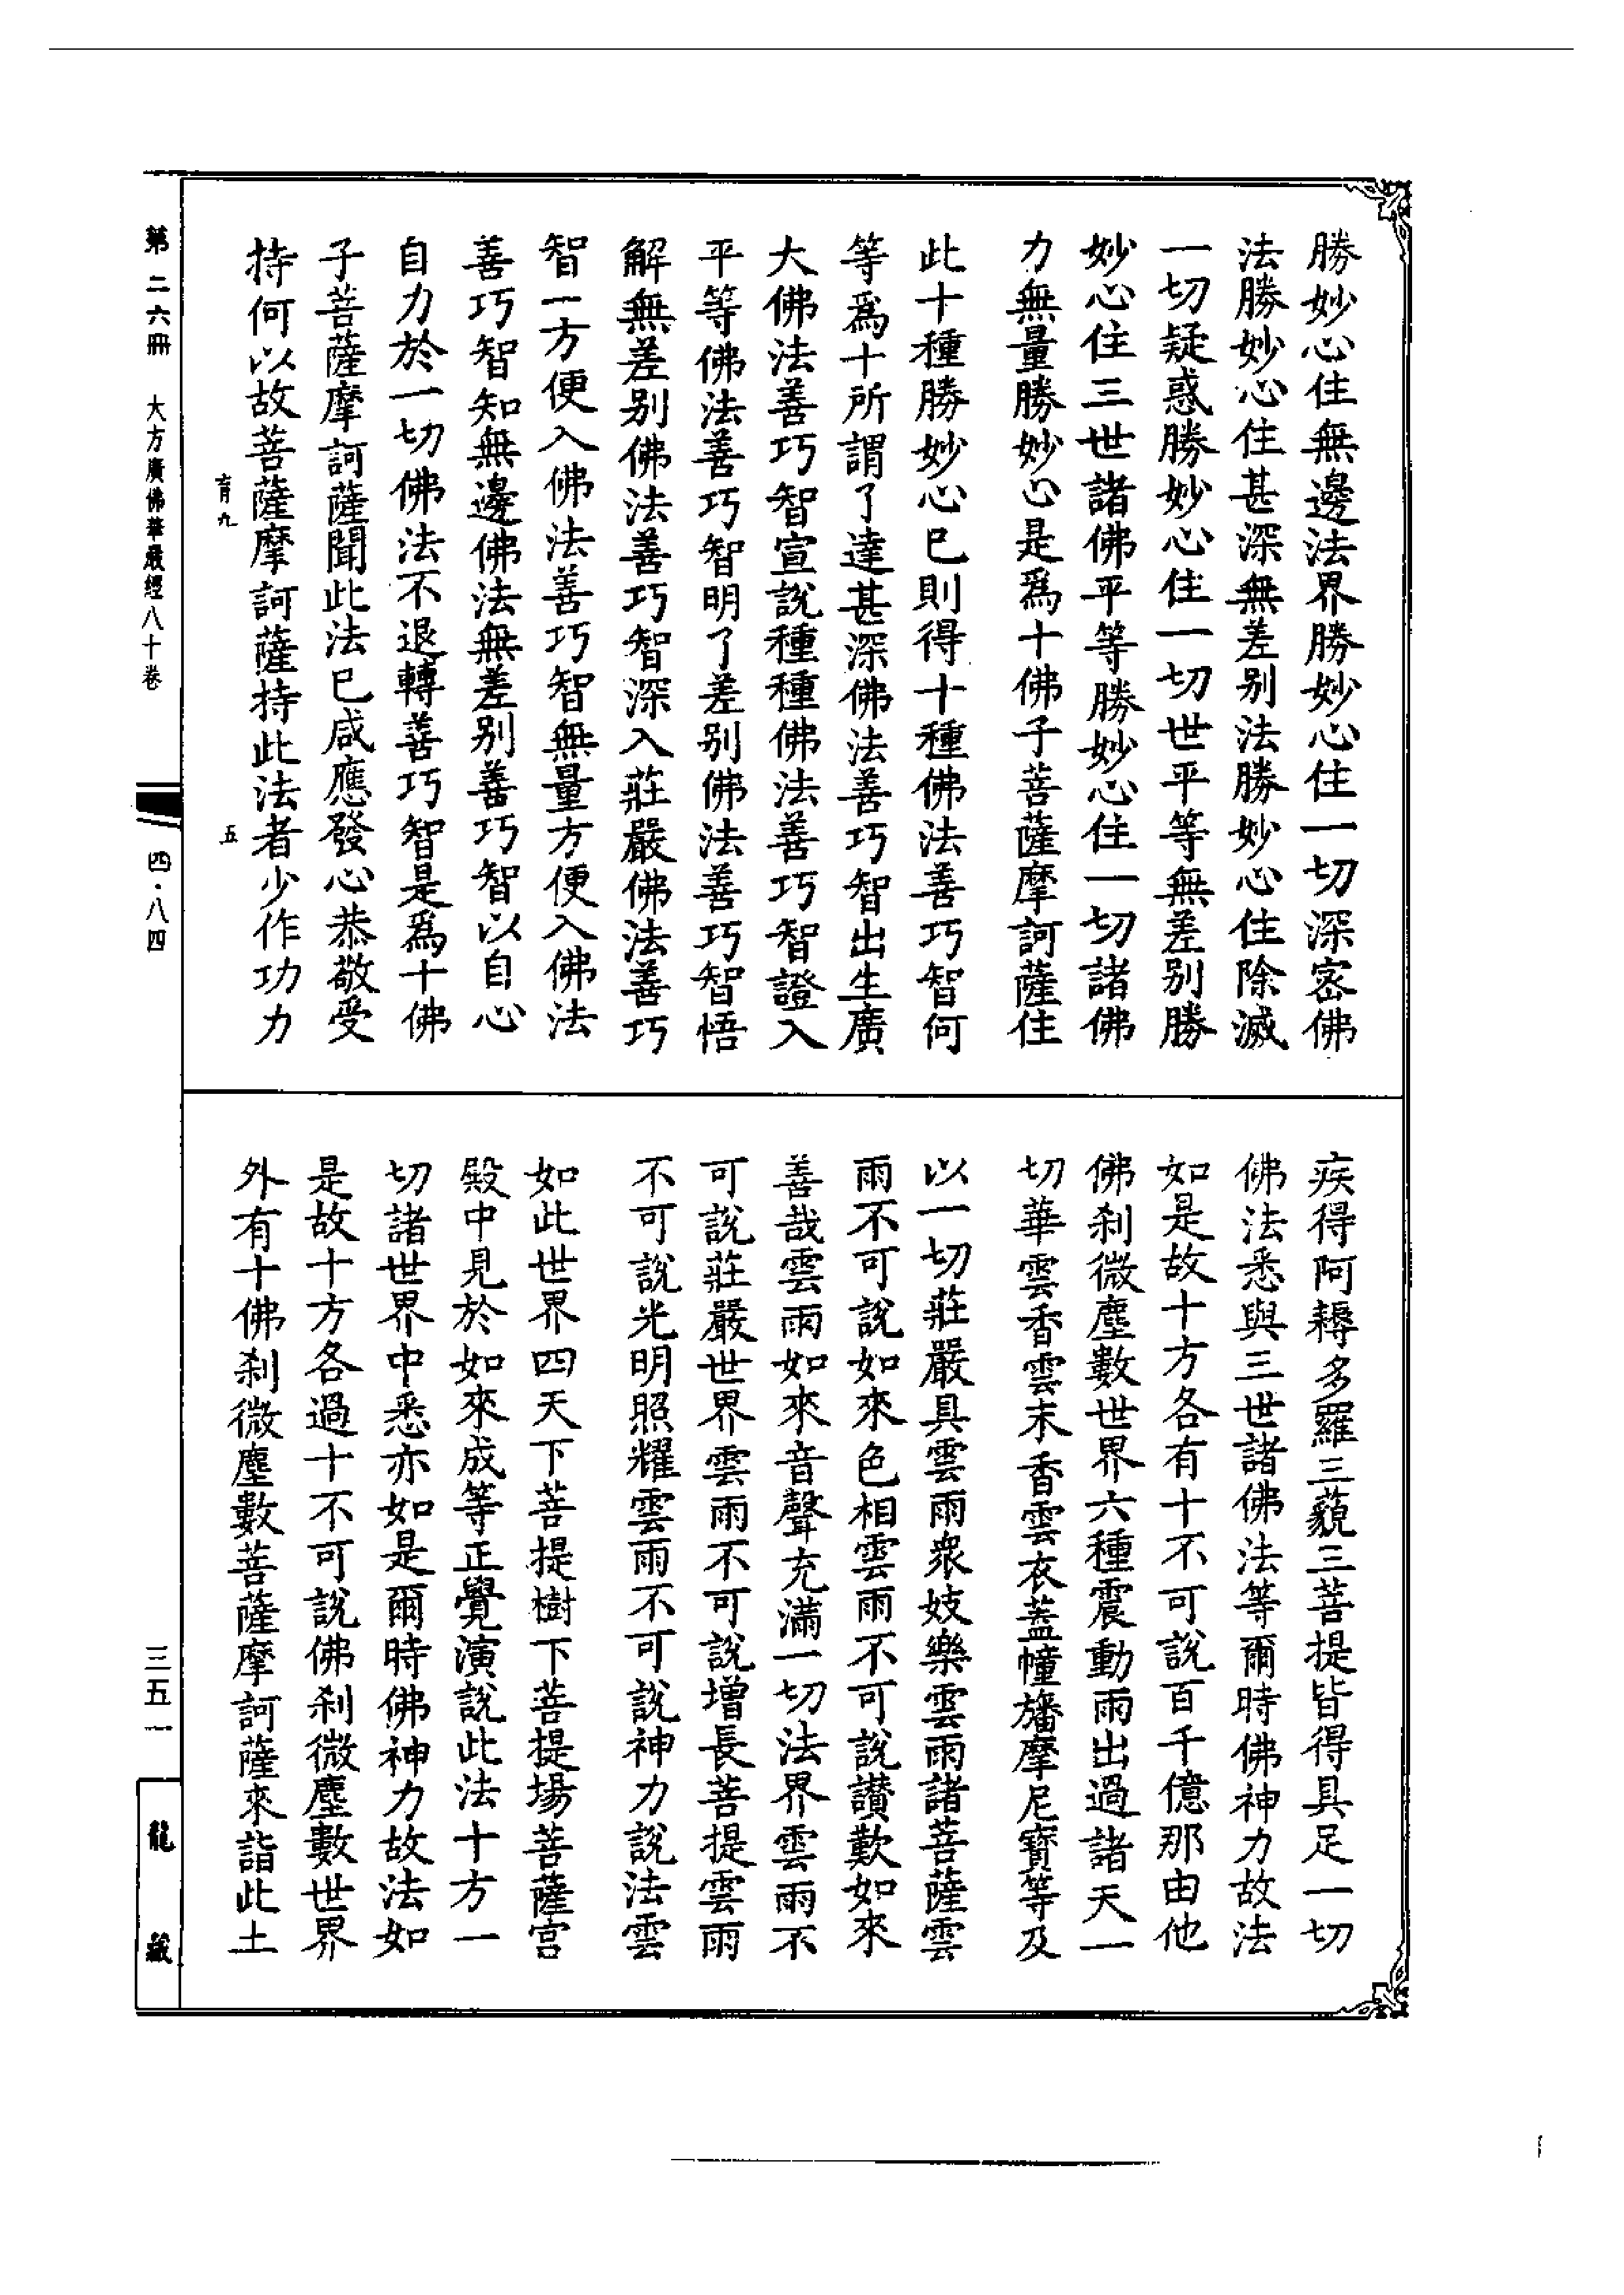 勝妙心住無邊法界勝妙心住一切深密佛
法勝妙心住甚深無差别法勝妙心住除滅
一切疑惑勝妙心住一切世平等無差别勝
妙心住三世諸佛平等勝妙心住一切諸佛
力無量勝妙心是爲十佛子菩薩摩訶薩住
此十種勝妙心已則得十種佛法善巧智何
等爲十所謂了達甚深佛法善巧智出生廣
大佛法善巧智宣說種種佛法善巧智證入
平等佛法善巧智明了差别佛法善巧智悟
解無差别佛法善巧智深入莊嚴佛法善巧
智一方便入佛法善巧智無量方便入佛法
善巧智知無邊佛法無差别善巧智以自心
自力於一切佛法不退轉善巧智是爲十佛
子菩薩摩訶薩聞此法已咸應發心恭敬受
持何以故菩薩摩訶薩持此法者少作功力
疾得阿耨多羅三藐三菩提皆得具足一切
佛法悉與三世諸佛法等爾時佛神力故法
如是故十方各有十不可說百千億那由他
佛刹微塵數世界六種震動雨出過諸天一
切華雲香雲末香雲衣蓋幢旛摩尼寶等及
以一切莊嚴具雲雨衆妓樂雲雨諸菩薩雲
雨不可說如來色相雲雨不可說讃歎如來
善哉雲雨如來音聲充滿一切法界雲雨不
可說莊嚴世界雲雨不可說增長菩提雲雨
不可說光明照耀雲雨不可說神力說法雲
如此世界四天下菩提樹下菩提場菩薩宫
殿中見於如來成等正覺演說此法十方一
切諸世界中悉亦如是爾時佛神力故法如
是故十方各過十不可說佛刹微塵數世界
外有十佛刹微塵數菩薩摩訶薩來詣此土
育九 五
第二六冊 大方廣佛華嚴經八十卷 四·八四 三五一 龍藏